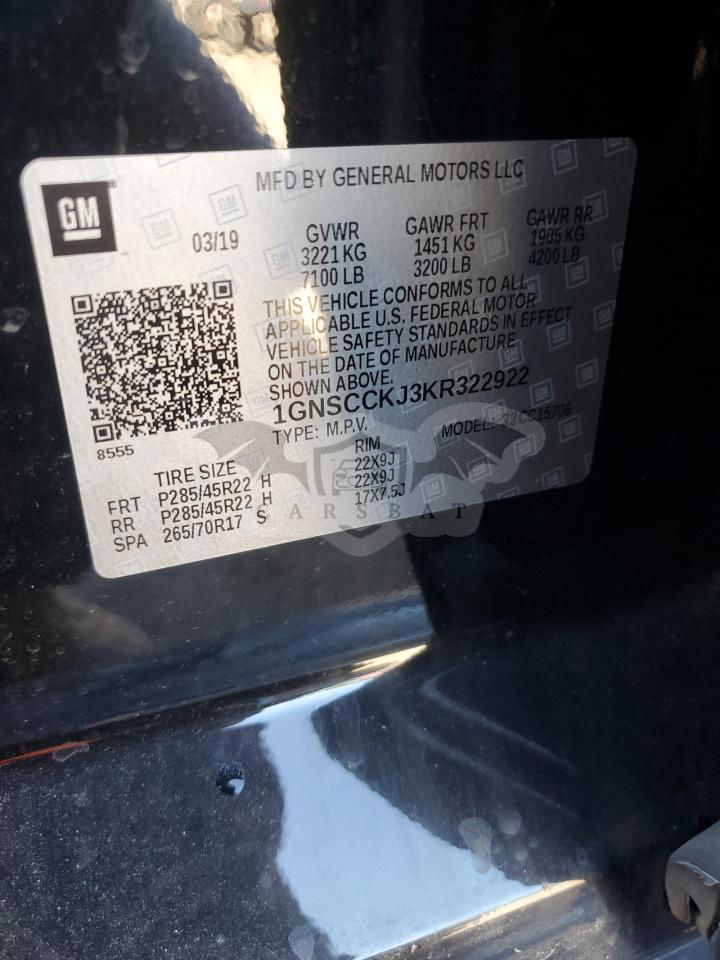 GM
MFD BY GENERAL MOTORS LLC
03/19
GVWR
3221 KG
7100 LB
GAWR FRT
1451 KG
3200 LB
GAWR RR
1905 KG
4200 LB
THIS VEHICLE CONFORMS TO ALL
APPLICABLE U.S. FEDERAL MOTOR
VEHICLE SAFETY STANDARDS IN EFFECT
ON THE DATE OF MANUFACTURE
SHOWN ABOVE.
1GNSCCKJ3KR322922
TYPE: M.P.V.
MODEL:
8555
TIRE SIZE
RIM
FRT P285/45R22 H 22X9J
RR P285/45R22 H 22X9J
SPA 265/70R17 S 17X7.5J
CARSBAT